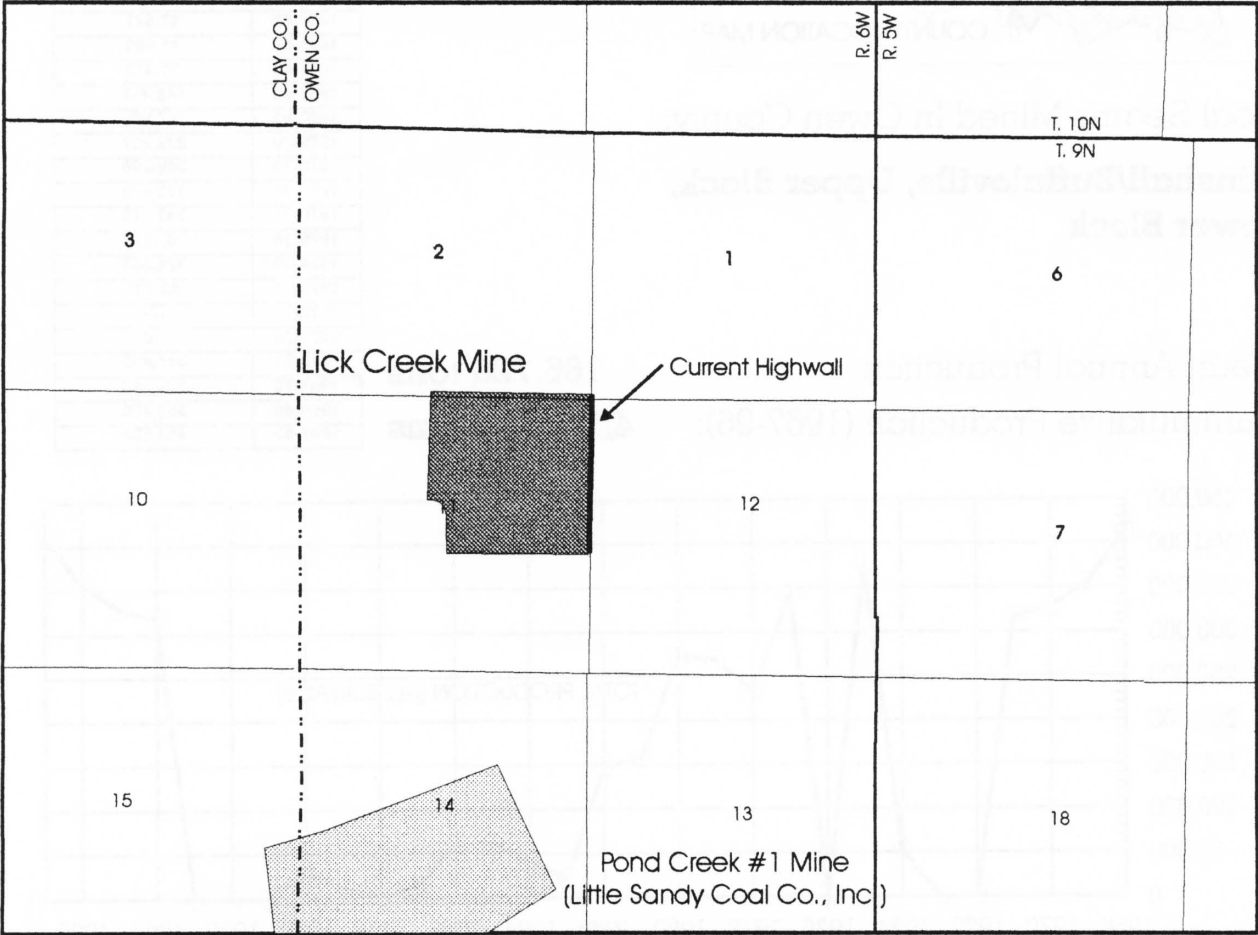 CLAY CO.
OWEN CO.
R. 6W
R. 5W
T. 10N
T. 9N
3
2
1
6
Lick Creek Mine
Current Highwall
10
12
7
15
14
13
18
Pond Creek #1 Mine
(Little Sandy Coal Co., Inc.)